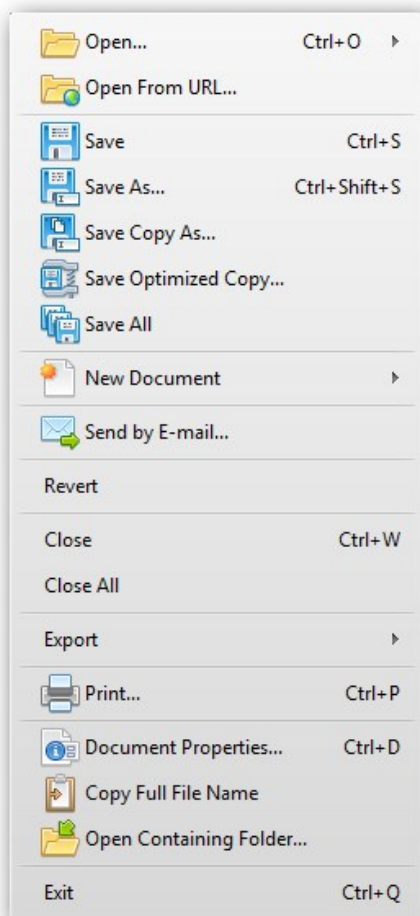 Open... Ctrl+O
Open From URL...
Save Ctrl+S
Save As... Ctrl+Shift+S
Save Copy As...
Save Optimized Copy...
Save All
New Document
Send by E-mail...
Revert
Close Ctrl+W
Close All
Export
Print... Ctrl+P
Document Properties... Ctrl+D
Copy Full File Name
Open Containing Folder...
Exit Ctrl+Q